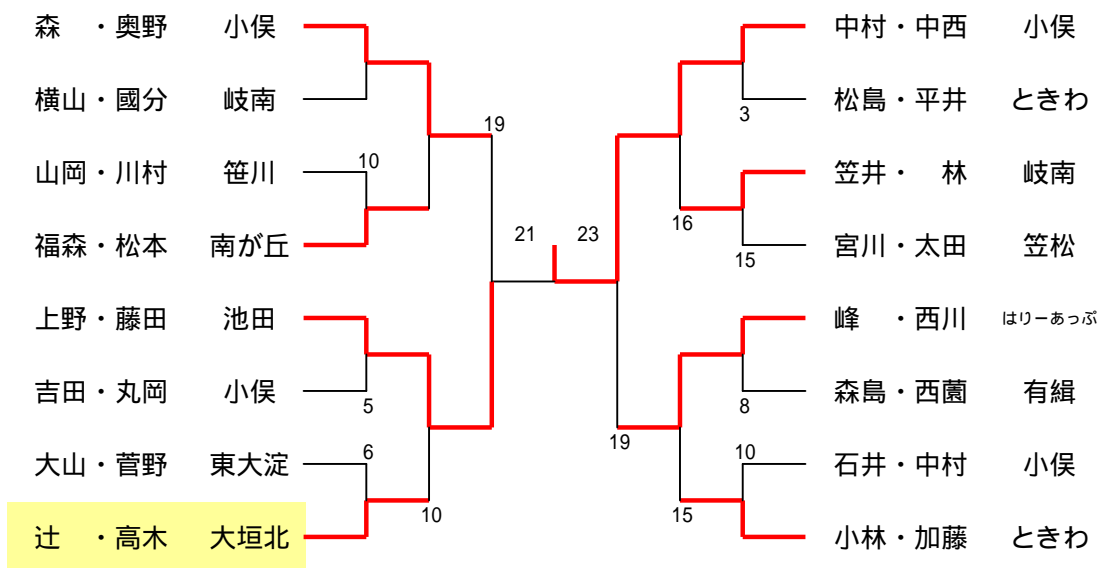 森　・奥野　小俣
横山・國分　岐南
山岡・川村　笹川
福森・松本　南が丘
上野・藤田　池田
吉田・丸岡　小俣
大山・菅野　東大淀
辻　・高木　大垣北
19
10
5
6
10
21
23
中村・中西　小俣
松島・平井　ときわ
笠井・　林　岐南
宮川・太田　笠松
峰　・西川　はりーあっぷ
森島・西園　有緝
石井・中村　小俣
小林・加藤　ときわ
3
16
15
8
19
10
15